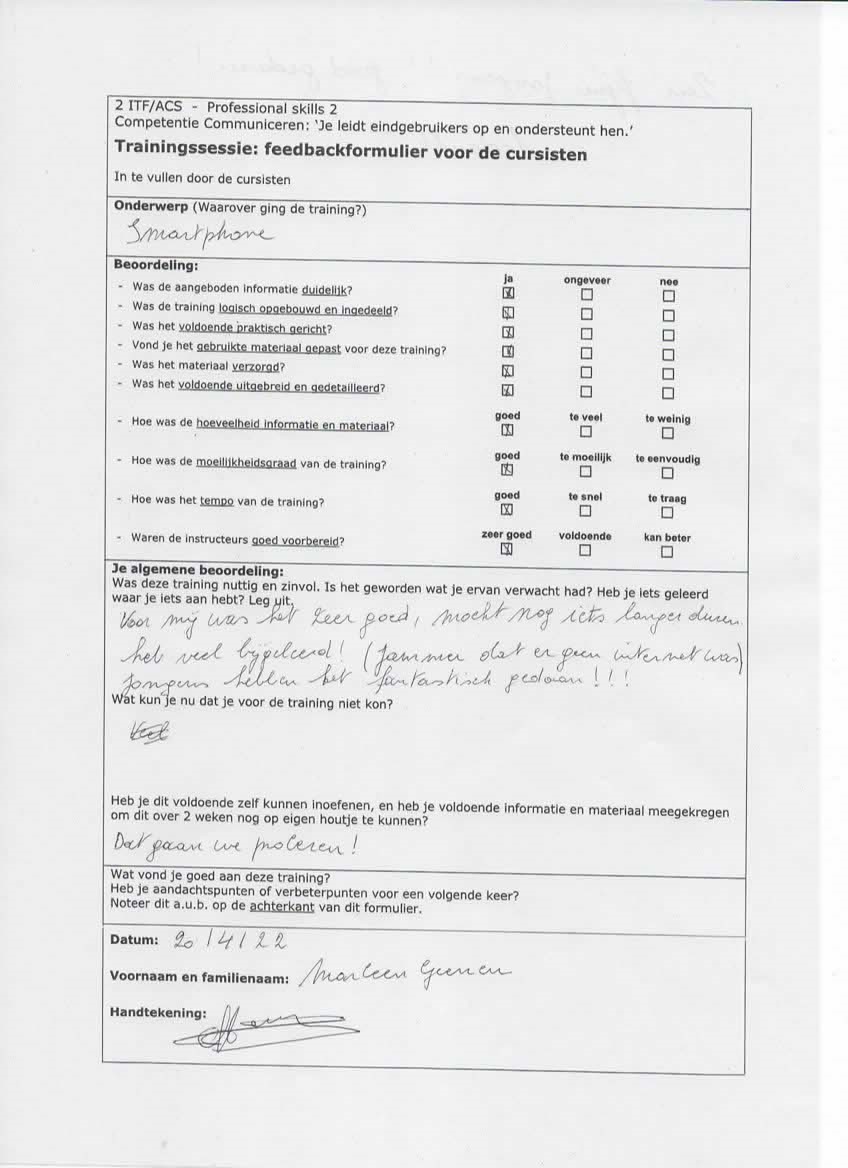 2 ITF/ACS - Professional skills 2
Competentie Communiceren: 'Je leidt eindgebruikers op en ondersteunt hen.'
Trainingssessie: feedbackformulier voor de cursisten
In te vullen door de cursisten
Onderwerp (Waarover ging de training?)
Smartphone
Beoordeling:
ja ongeveer nee
- Was de aangeboden informatie duidelijk?
- Was de training logisch opgebouwd en ingedeeld?
- Was het voldoende praktisch gericht?
- Vond je het gebruikte materiaal gepast voor deze training?
- Was het materiaal verzorgd?
- Was het voldoende uitgebreid en gedetailleerd?
goed te veel te weinig
- Hoe was de hoeveelheid informatie en materiaal?
goed te moeilijk te eenvoudig
- Hoe was de moeilijkheidsgraad van de training?
goed te snel te traag
- Hoe was het tempo van de training?
zeer goed voldoende kan beter
- Waren de instructeurs goed voorbereid?
Je algemene beoordeling:
Was deze training nuttig en zinvol. Is het geworden wat je ervan verwacht had? Heb je iets geleerd
waar je iets aan hebt? Leg uit.
Voor mij was het zeer goed, mocht nog iets langer duren
heb veel bijgeleerd! (jammer dat er geen internet was)
jongens hebben het fantastisch gedaan!!!
Wat kun je nu dat je voor de training niet kon?
Heb je dit voldoende zelf kunnen inoefenen, en heb je voldoende informatie en materiaal meegekregen
om dit over 2 weken nog op eigen houtje te kunnen?
Dat gaan we proberen!
Wat vond je goed aan deze training?
Heb je aandachtspunten of verbeterpunten voor een volgende keer?
Noteer dit a.u.b. op de achterkant van dit formulier.
Datum: 20/4/22
Voornaam en familienaam: Marleen Geenen
Handtekening: